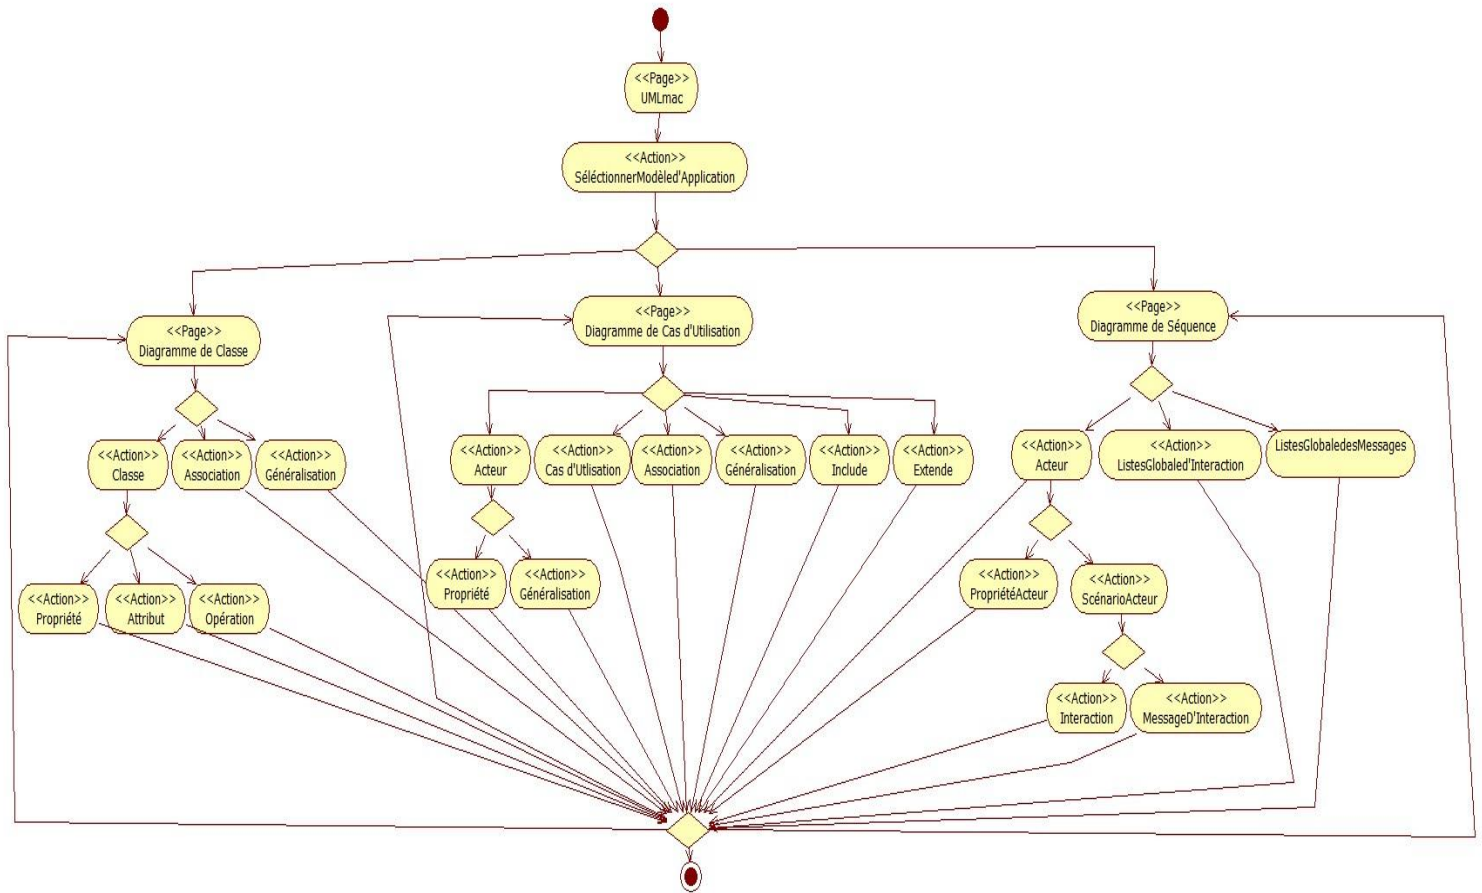 <<Page>>
UMLmac
<<Action>>
SéléctionnerModèled'Application
<<Page>>
Diagramme de Classe
<<Page>>
Diagramme de Cas d'Utilisation
<<Page>>
Diagramme de Séquence
<<Action>>
Classe
<<Action>>
Association
<<Action>>
Généralisation
<<Action>>
Acteur
<<Action>>
Cas d'Utlisation
<<Action>>
Association
<<Action>>
Généralisation
<<Action>>
Include
<<Action>>
Extende
<<Action>>
Acteur
<<Action>>
ListesGlobaled'Interaction
ListesGlobaledesMessages
<<Action>>
Propriété
<<Action>>
Attribut
<<Action>>
Opération
<<Action>>
Propriété
<<Action>>
Généralisation
<<Action>>
PropriétéActeur
<<Action>>
ScénarioActeur
<<Action>>
Interaction
<<Action>>
MessageD'Interaction